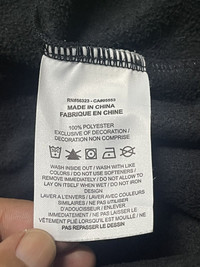 MADE IN CHINA
FABRIQUE EN CHINE
100% POLYESTER
EXCLUSIVE OF DECORATION /
DECORATION NON COMPRISE
WASH INSIDE OUT / WASH WITH LIKE
COLORS / DO NOT USE SOFTENERS /
REMOVE IMMEDIATELY / DO NOT ALLOW TO
LAY ON ITSELF WHEN WET / DO NOT IRON
DESIGN
LAVER A L'ENVERS / LAVER AVEC COULEURS
SIMILAIRES / NE PAS UTILISER
D'ADOUCISSEUR / ENLEVER
IMMEDIATEMENT / NE PAS LAISSER LE
VÊTEMENT PLIÉ LORSQU'IL EST MOUILLÉ / NE
PAS REPASSER LE DESSIN